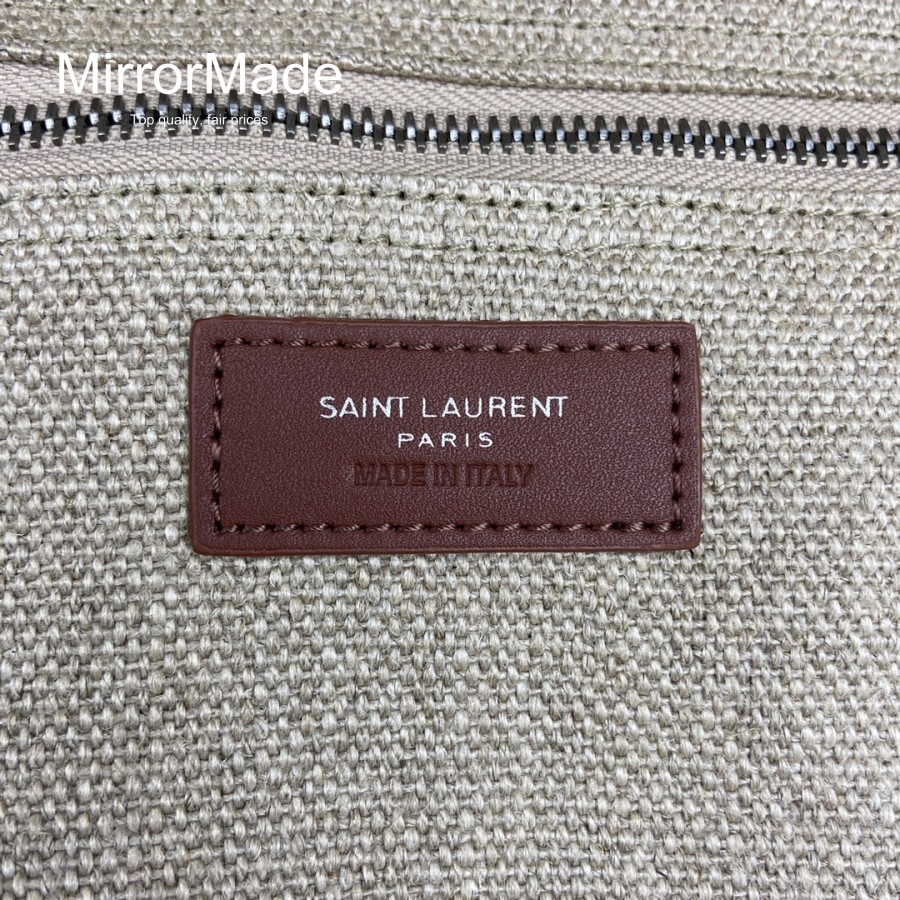 MirrorMade
Top quality, fair prices
SAINT LAURENT
PARIS
MADE IN ITALY